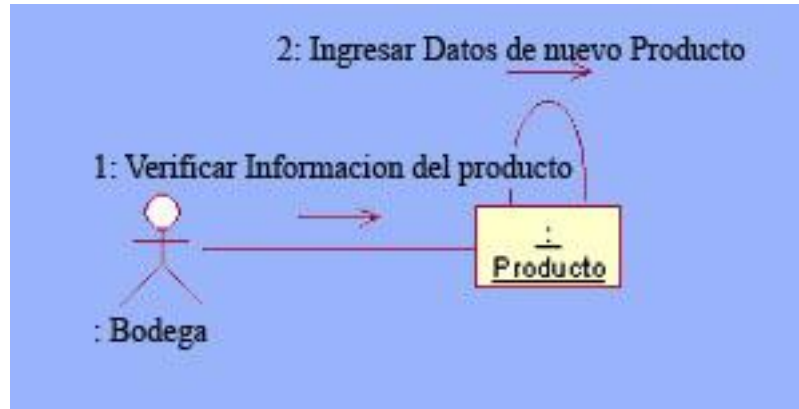 2: Ingresar Datos de nuevo Producto
1: Verificar Informacion del producto
:
Producto
: Bodega